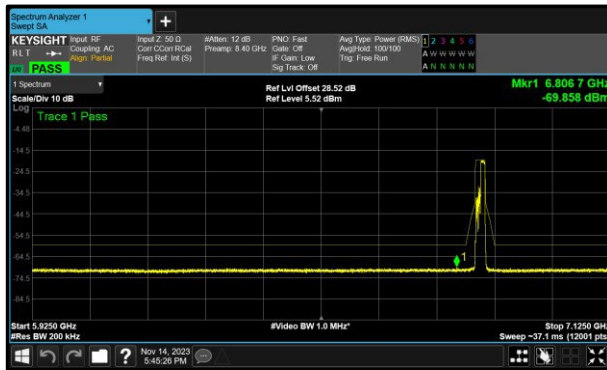 Spectrum Analyzer 1
Swept SA
KEYSIGHT Input: RF Input Z: 50 Ω #Atten: 12 dB PNO: Fast Avg Type: Power (RMS) 1 2 3 4 5 6
RLT Coupling: AC Corr CCorr RCal Preamp: 8.40 GHz Gate: Off Avg|Hold: 100/100 A W W W W W
Align: Partial Freq Ref: Int (S) IF Gain: Low Trig: Free Run
PASS Sig Track: Off A N N N N N
1 Spectrum Ref Lvl Offset 28.52 dB Mkr1 6.806 7 GHz
Scale/Div 10 dB Ref Level 5.52 dBm -69.858 dBm
Log
Trace 1 Pass
-4.48
-14.5
-24.5
-34.5
-44.5
-54.5
1
-64.5
-74.5
-84.5
Start 5.9250 GHz #Video BW 1.0 MHz* Stop 7.1250 GHz
#Res BW 200 kHz Sweep ~37.1 ms (12001 pts)
? Nov 14, 2023
5:45:26 PM